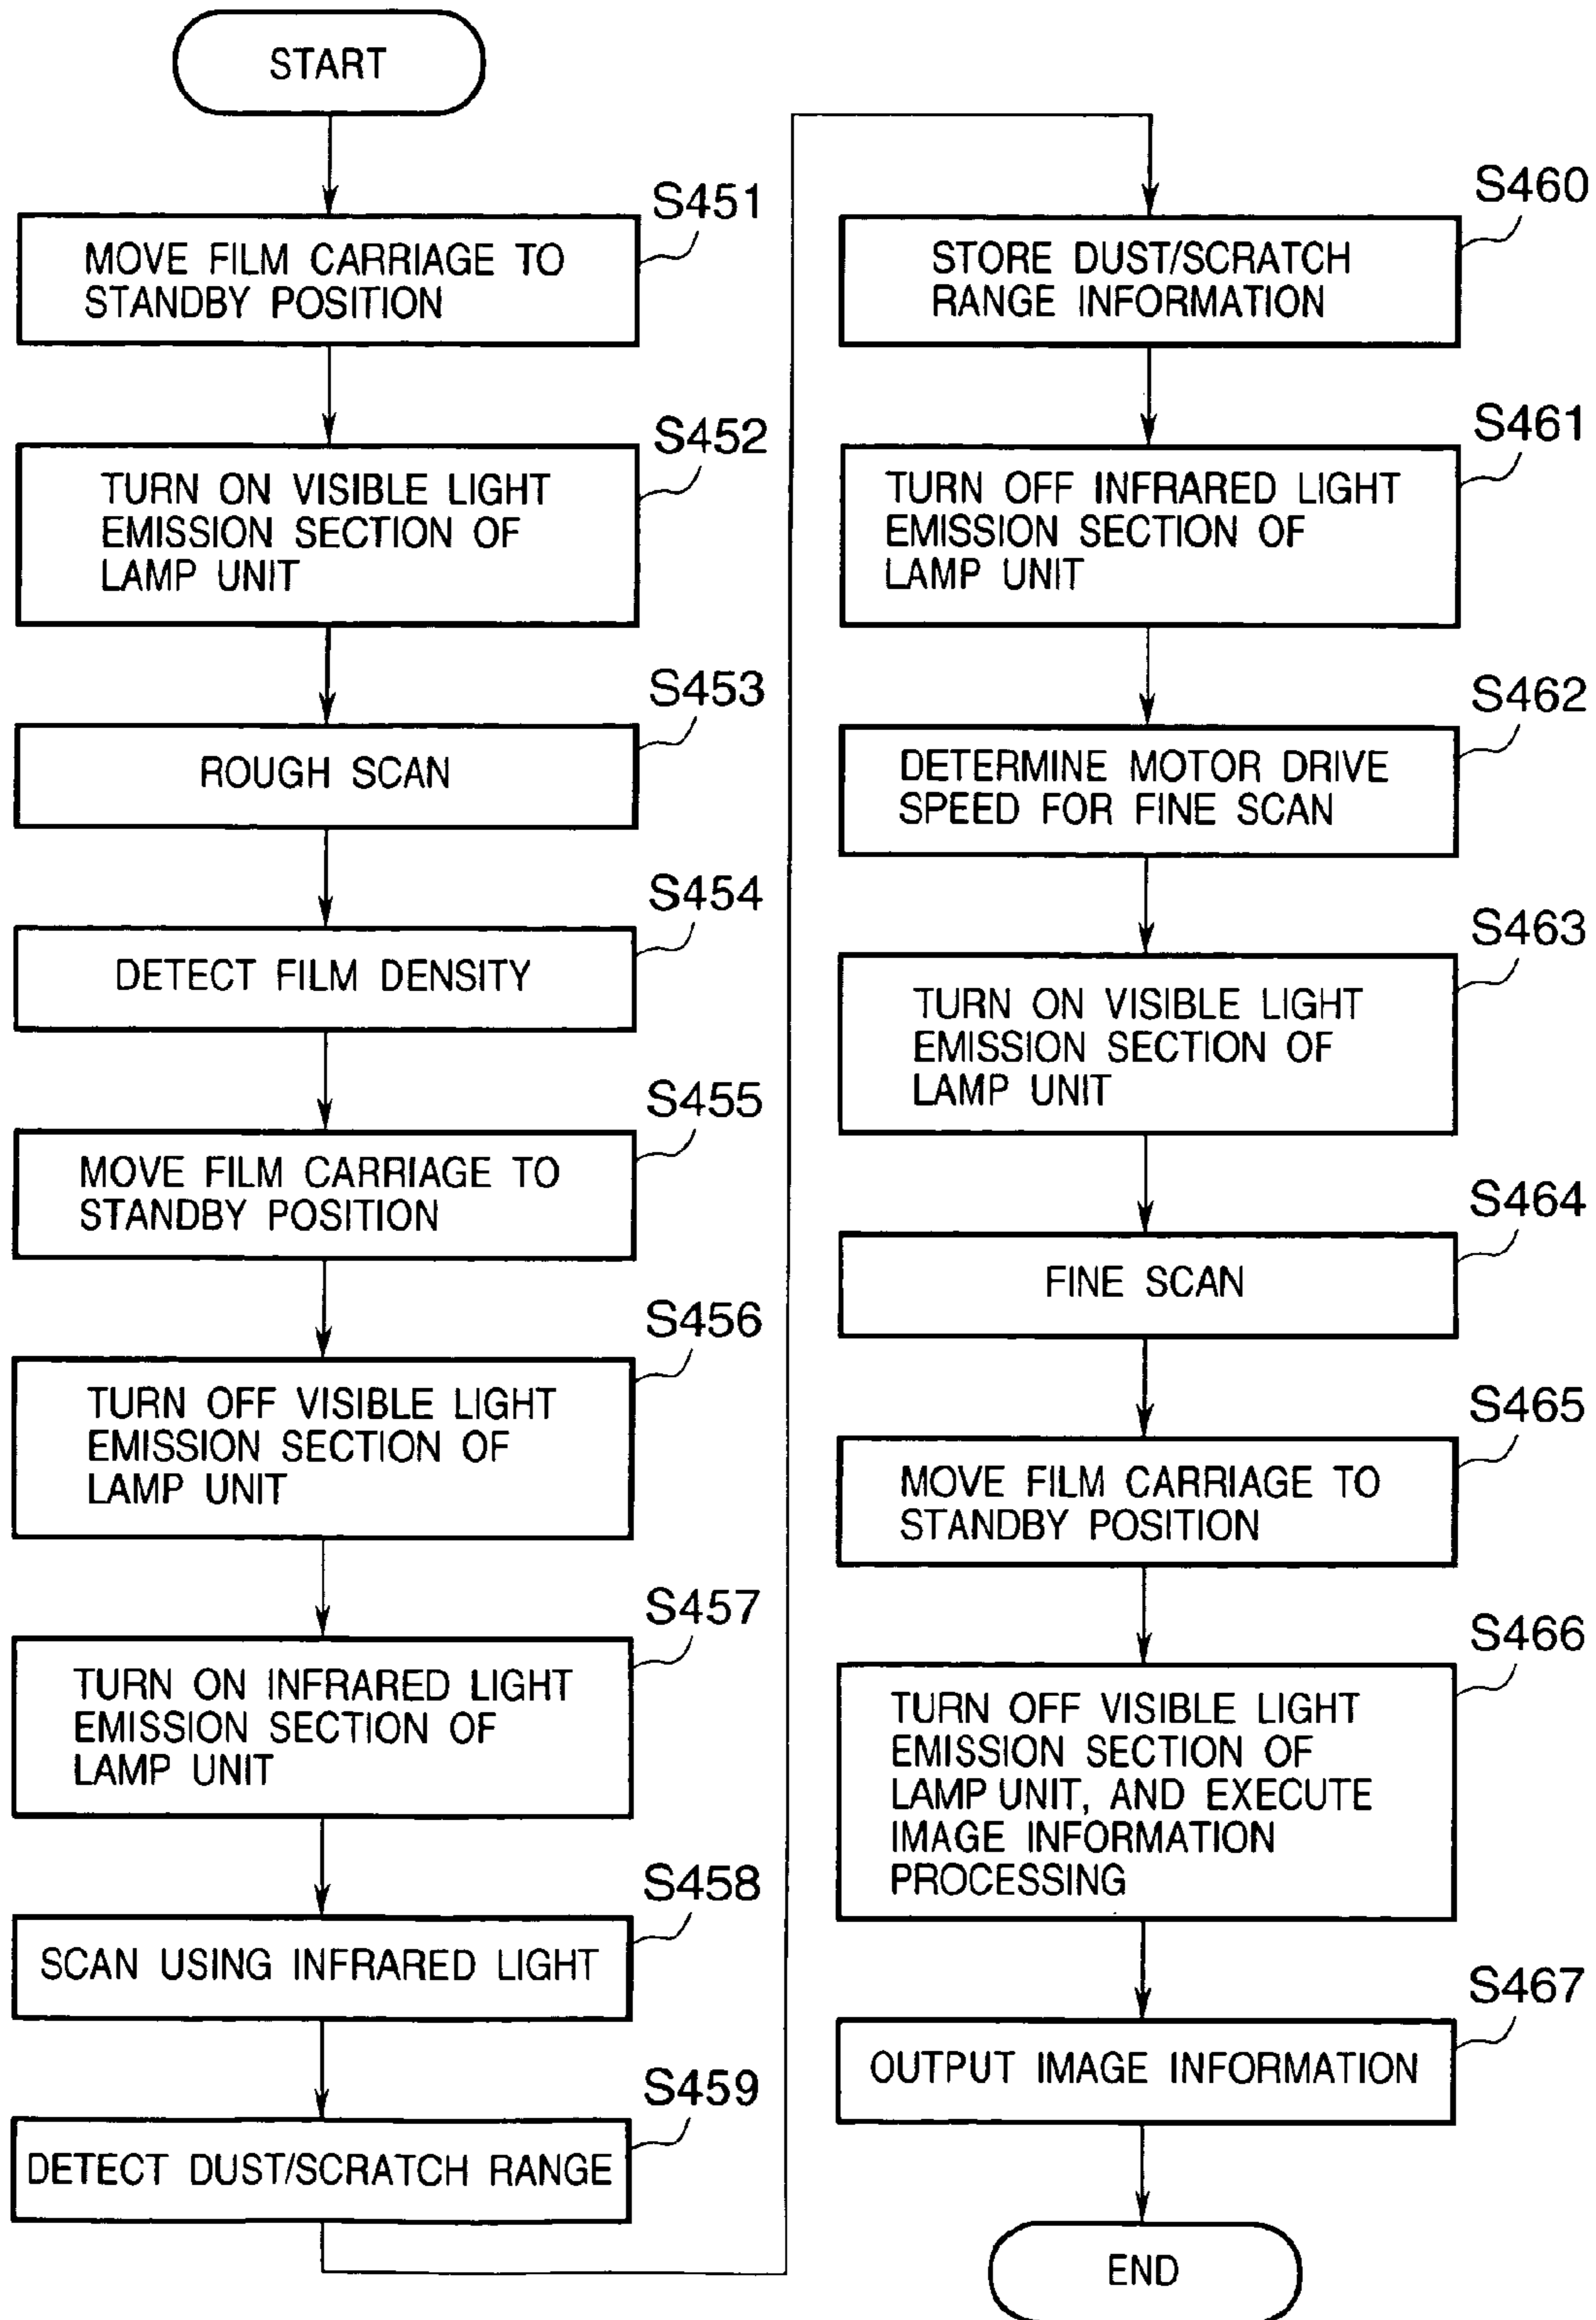 START
S451
MOVE FILM CARRIAGE TO
STANDBY POSITION
S452
TURN ON VISIBLE LIGHT
EMISSION SECTION OF
LAMP UNIT
S453
ROUGH SCAN
S454
DETECT FILM DENSITY
S455
MOVE FILM CARRIAGE TO
STANDBY POSITION
S456
TURN OFF VISIBLE LIGHT
EMISSION SECTION OF
LAMP UNIT
S457
TURN ON INFRARED LIGHT
EMISSION SECTION OF
LAMP UNIT
S458
SCAN USING INFRARED LIGHT
S459
DETECT DUST/SCRATCH RANGE
S460
STORE DUST/SCRATCH
RANGE INFORMATION
S461
TURN OFF INFRARED LIGHT
EMISSION SECTION OF
LAMP UNIT
S462
DETERMINE MOTOR DRIVE
SPEED FOR FINE SCAN
S463
TURN ON VISIBLE LIGHT
EMISSION SECTION OF
LAMP UNIT
S464
FINE SCAN
S465
MOVE FILM CARRIAGE TO
STANDBY POSITION
S466
TURN OFF VISIBLE LIGHT
EMISSION SECTION OF
LAMP UNIT, AND EXECUTE
IMAGE INFORMATION
PROCESSING
S467
OUTPUT IMAGE INFORMATION
END